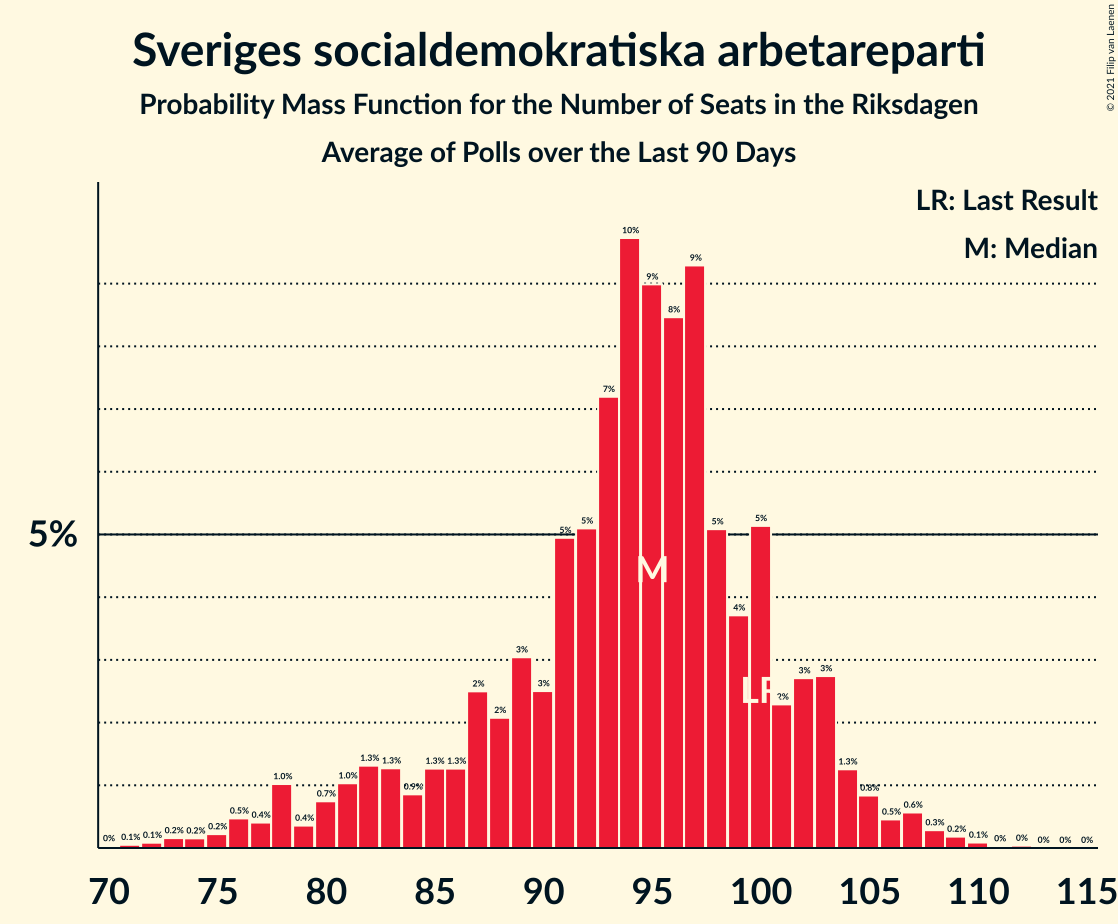 Sveriges socialdemokratiska arbetareparti
Probability Mass Function for the Number of Seats in the Riksdagen
Average of Polls over the Last 90 Days
© 2021 Filip van Laenen
LR: Last Result
M: Median
5%
0% 0.1% 0.1% 0.2% 0.2% 0.2% 0.5% 0.4% 1.0% 0.4% 0.7% 1.0% 1.3% 1.3% 0.9% 1.3% 1.3% 2% 2% 3% 3% 5% 5% 7% 10% 9% 8% 9% 5% 4% 5% 2% 3% 3% 1.3% 0.8% 0.5% 0.6% 0.3% 0.2% 0.1% 0% 0% 0% 0% 0%
M
LR
70 75 80 85 90 95 100 105 110 115